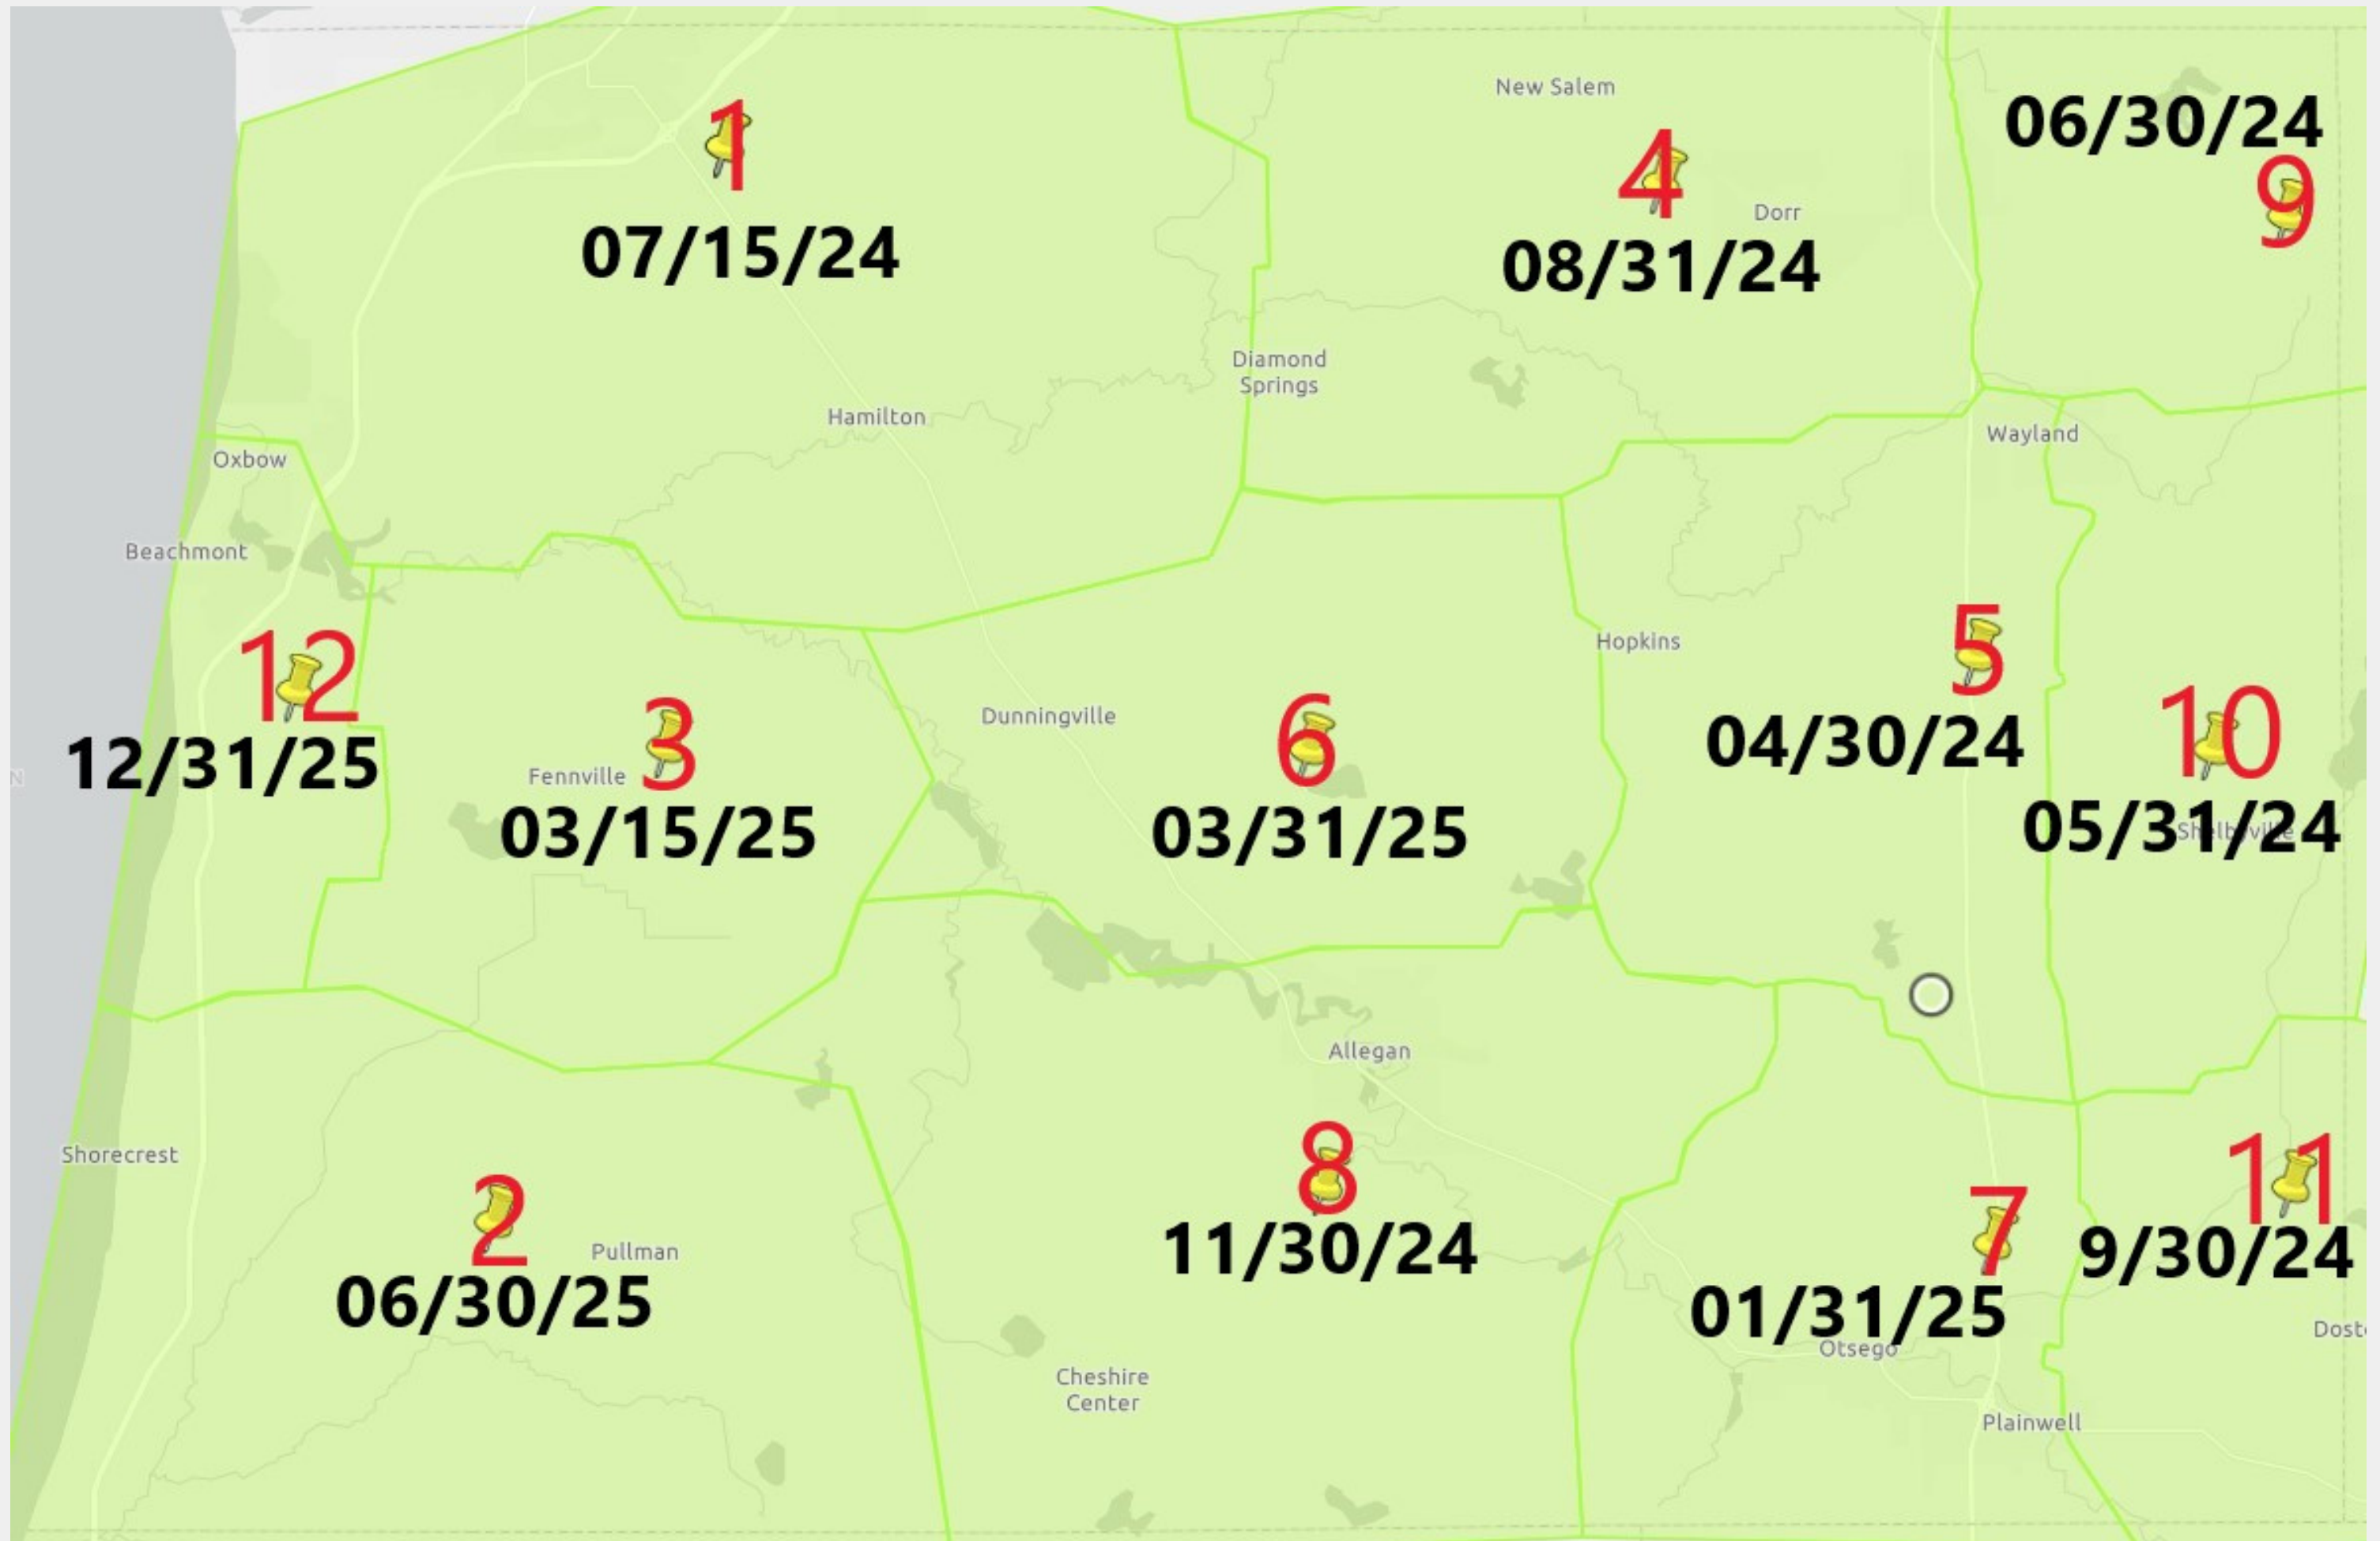 New Salem
06/30/24
1
4
9
Dorr
07/15/24
08/31/24
Diamond
Springs
Hamilton
Wayland
Oxbow
Beachmont
Hopkins
5
12
3
Dunningville
6
04/30/24
10
12/31/25
Fennville
03/15/25
03/31/25
05/31/24
Shelbyville
N
Allegan
Shorecrest
8
11
2
Pullman
7
11/30/24
9/30/24
06/30/25
01/31/25
Otsego
Dost
Cheshire
Center
Plainwell